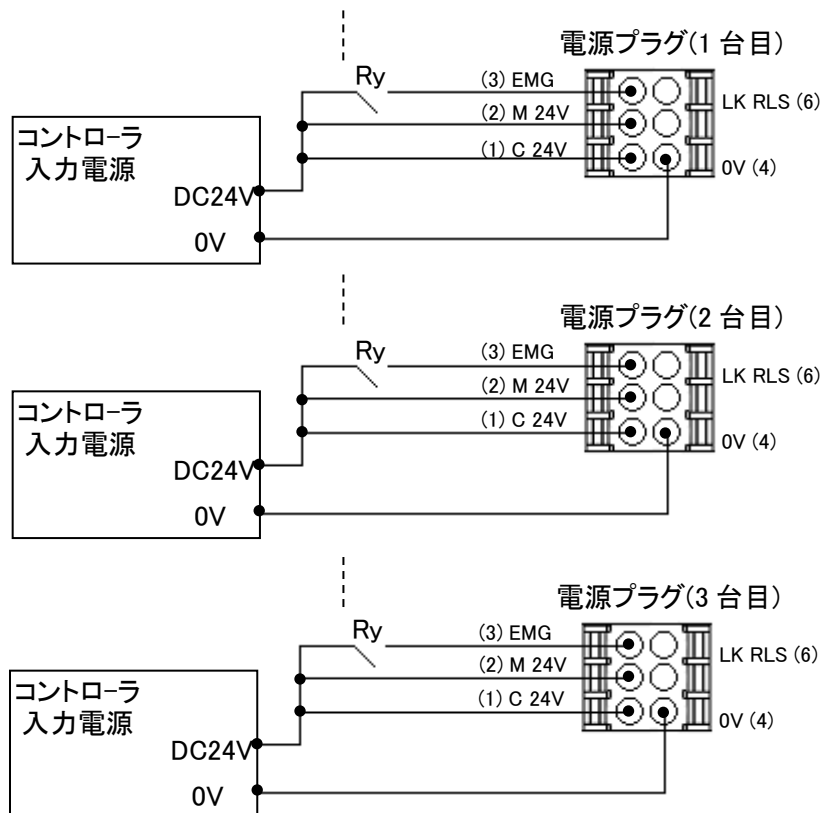 電源プラグ(1 台目)
Ry
(3) EMG
LK RLS (6)
(2) M 24V
コントローラ
入力電源
(1) C 24V
0V (4)
DC24V
0V
電源プラグ(2 台目)
Ry
(3) EMG
LK RLS (6)
(2) M 24V
コントローラ
入力電源
(1) C 24V
0V (4)
DC24V
0V
電源プラグ(3 台目)
Ry
(3) EMG
LK RLS (6)
(2) M 24V
コントローラ
入力電源
(1) C 24V
0V (4)
DC24V
0V